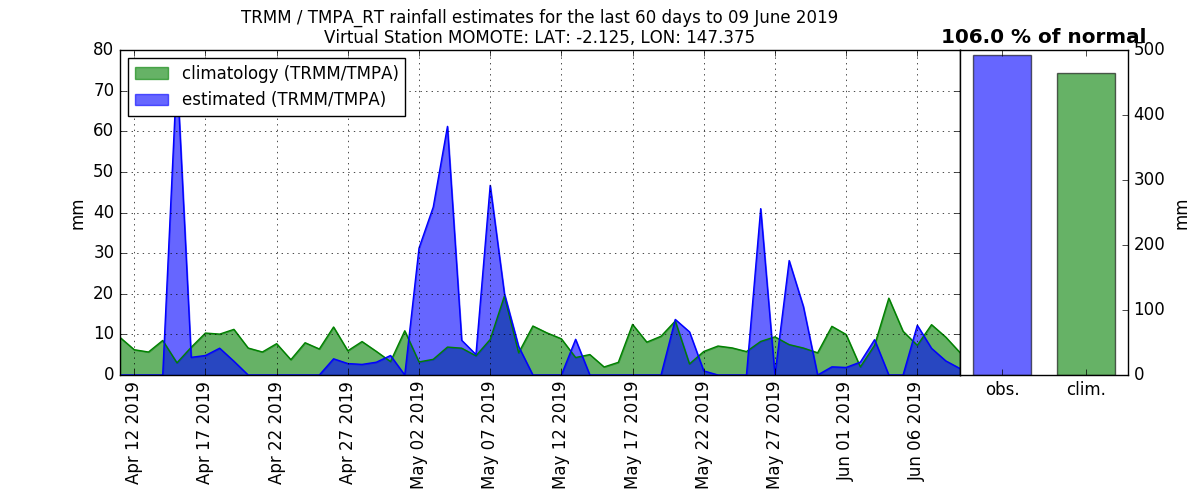 TRMM / TMPA_RT rainfall estimates for the last 60 days to 09 June 2019
Virtual Station MOMOTE: LAT: -2.125, LON: 147.375
106.0 % of normal
climatology (TRMM/TMPA)
estimated (TRMM/TMPA)
80
70
60
50
40
30
20
10
0
mm
Apr 12 2019
Apr 17 2019
Apr 22 2019
Apr 27 2019
May 02 2019
May 07 2019
May 12 2019
May 17 2019
May 22 2019
May 27 2019
Jun 01 2019
Jun 06 2019
obs.
clim.
500
400
300
200
100
0
mm